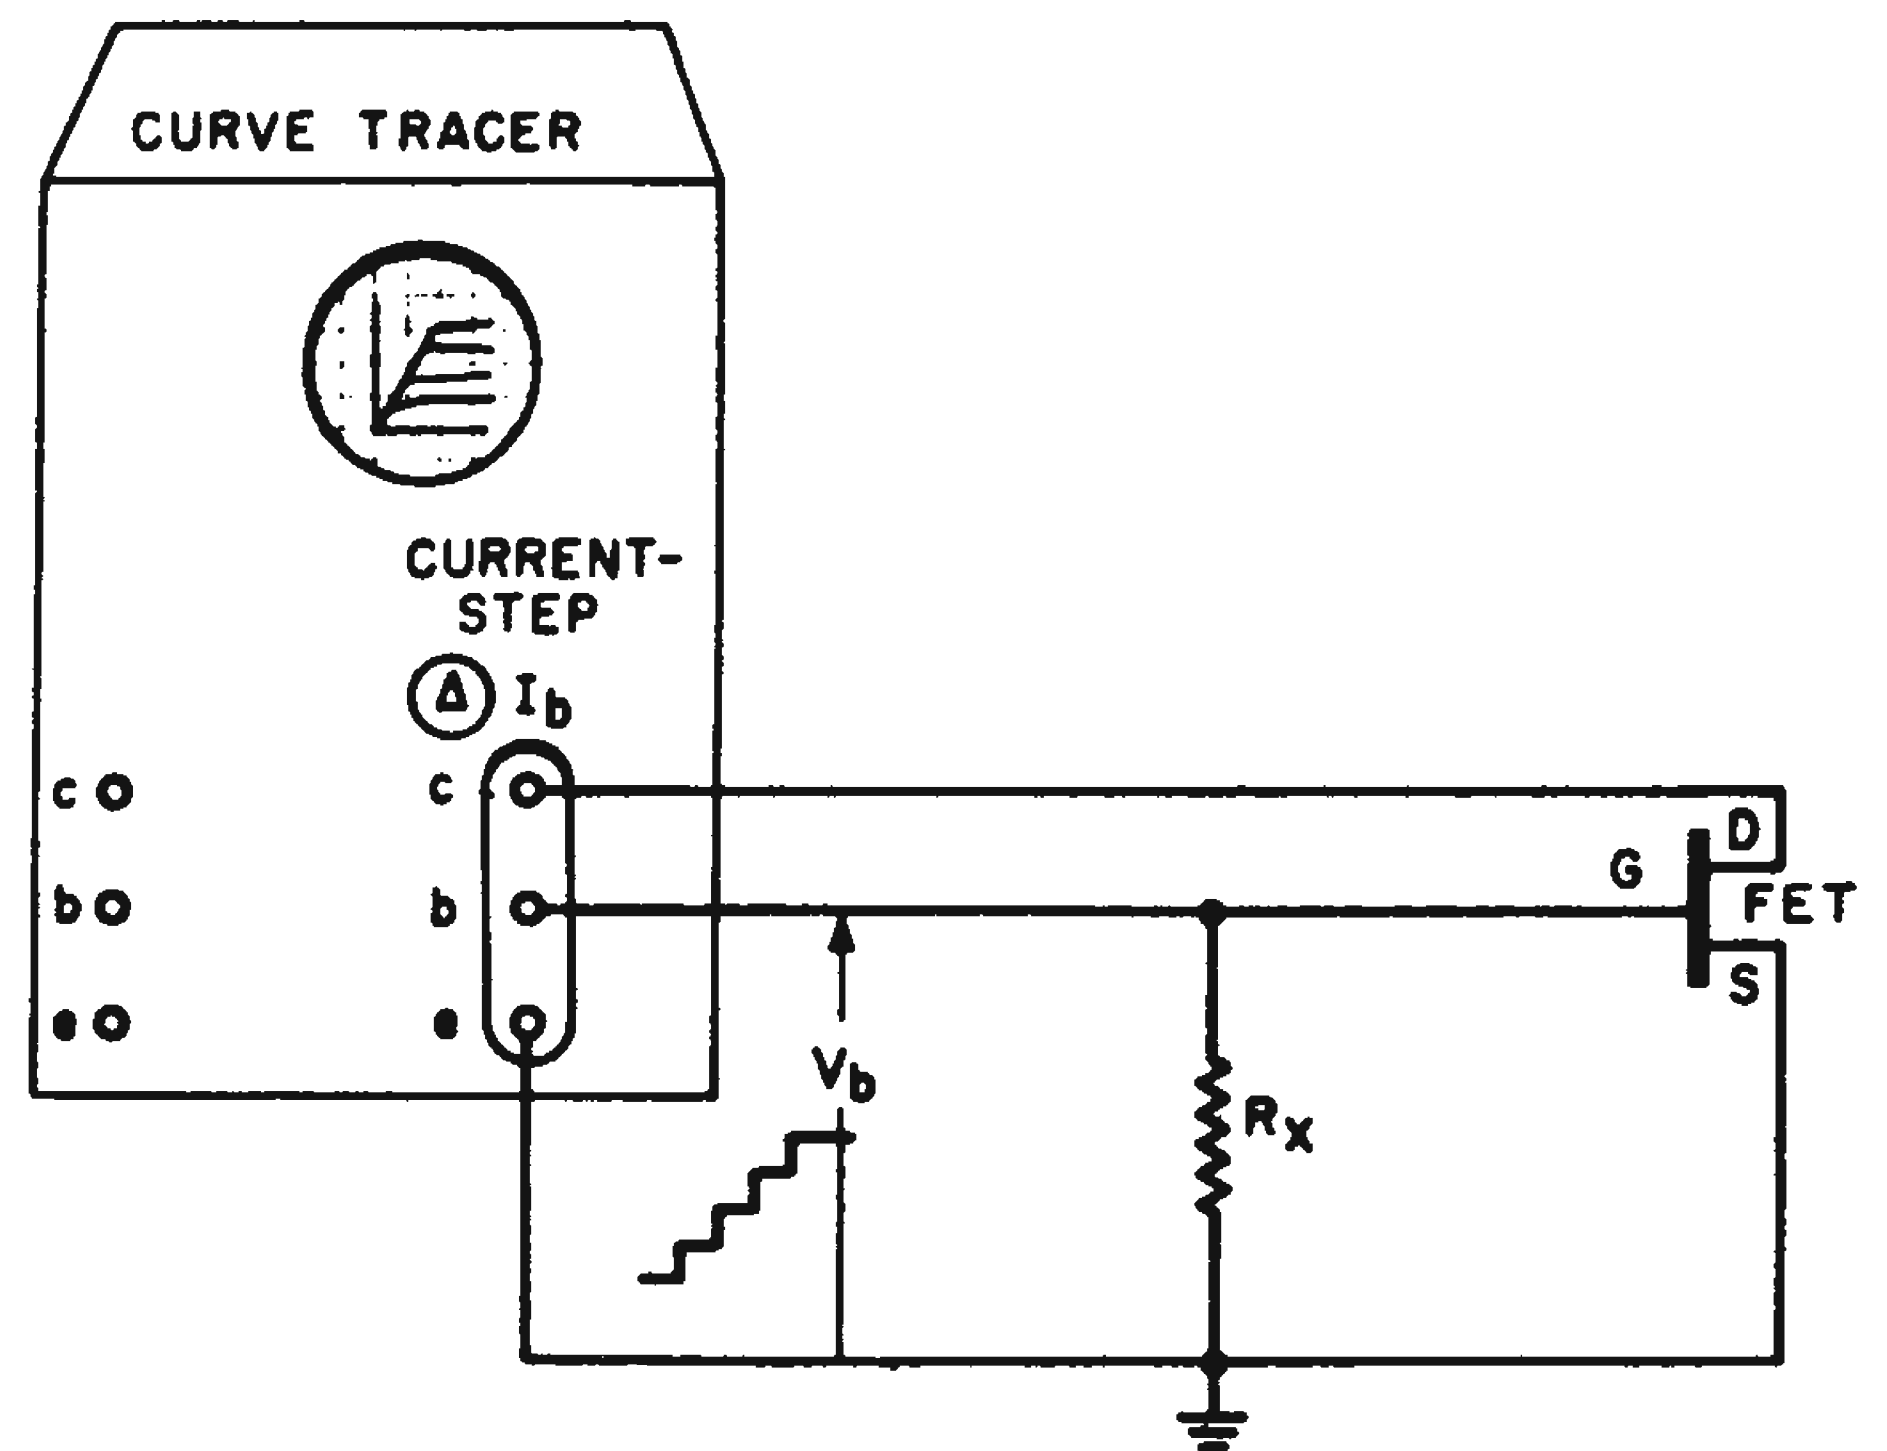 CURVE TRACER
CURRENT-
STEP
Δ Ib
c c
b b
e e
D
G
FET
S
Vb
Rx